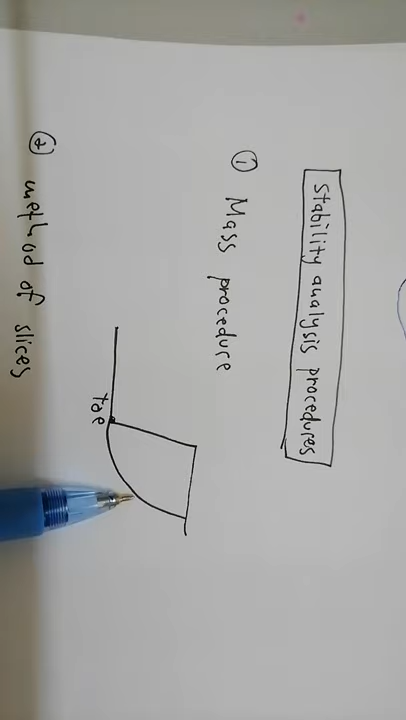 Stability analysis procedures
① Mass procedure
Toe
② method of slices